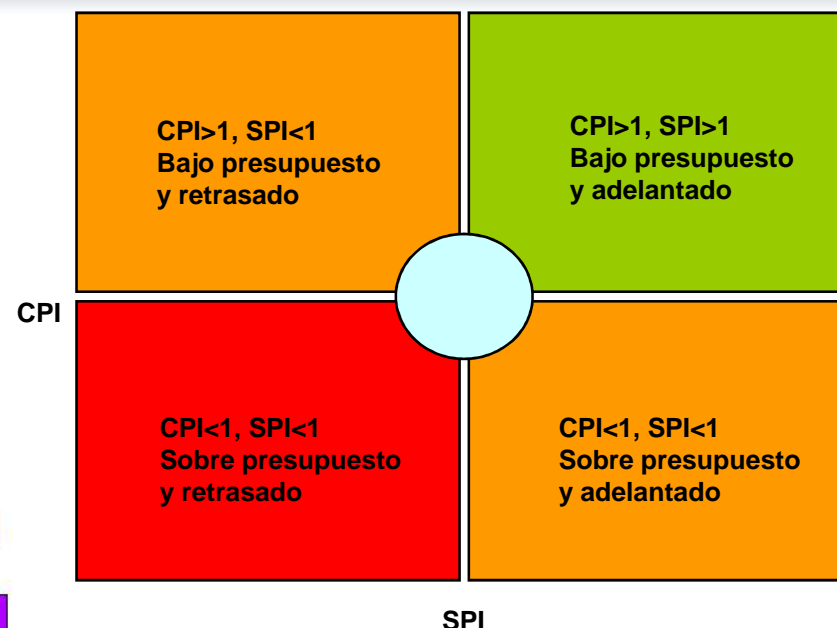 CPI>1, SPI<1
Bajo presupuesto
y retrasado
CPI>1, SPI>1
Bajo presupuesto
y adelantado
CPI
CPI<1, SPI<1
Sobre presupuesto
y retrasado
CPI<1, SPI<1
Sobre presupuesto
y adelantado
SPI